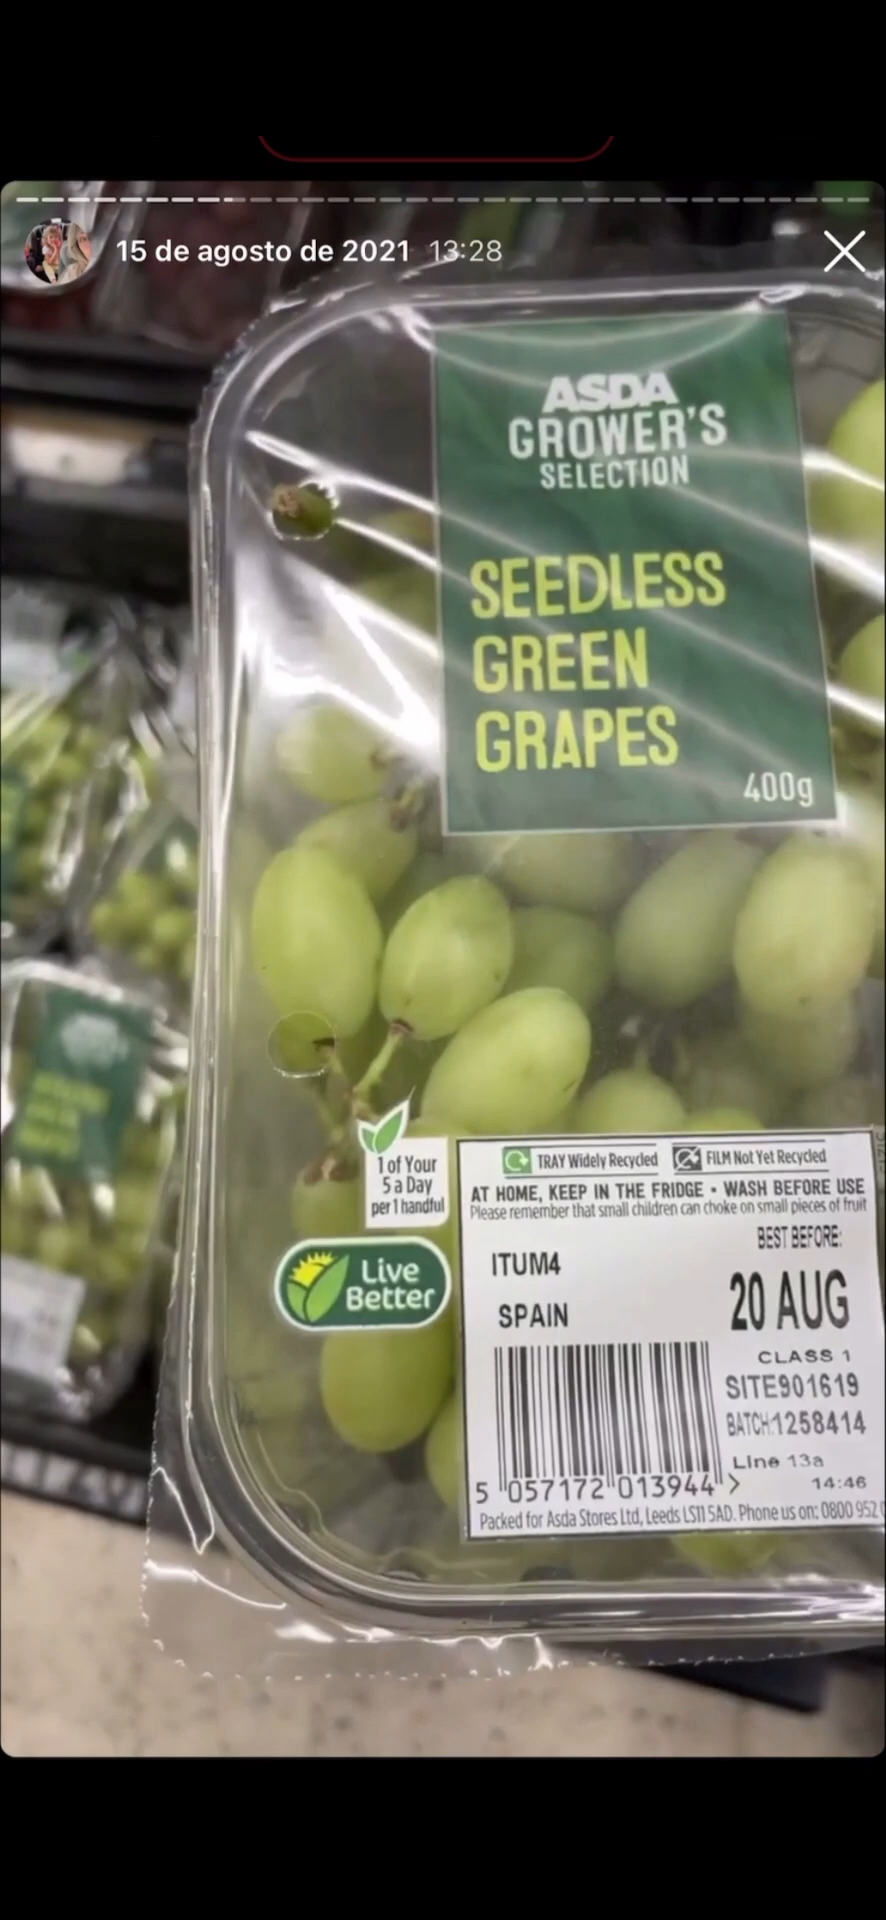 15 de agosto de 2021 13:28
ASDA
GROWER'S
SELECTION
SEEDLESS
GREEN
GRAPES
400g
1 of Your
5 a Day
per 1 handful
Live
Better
TRAY Widely Recycled FILM Not Yet Recycled
AT HOME, KEEP IN THE FRIDGE • WASH BEFORE USE
Please remember that small children can choke on small pieces of fruit
BEST BEFORE:
ITUM4
20 AUG
SPAIN
CLASS 1
SITE901619
BATCH:1258414
Line 13a
14:46
5 057172 013944 >
Packed for Asda Stores Ltd, Leeds LS11 5AD. Phone us on: 0800 952